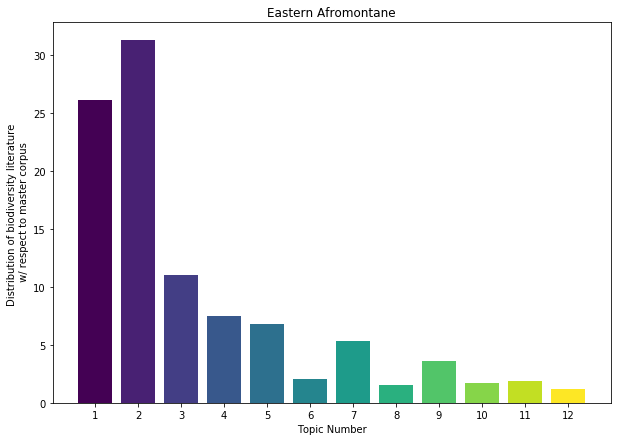 Eastern Afromontane
Distribution of biodiversity literature
w/ respect to master corpus
30
25
20
15
10
5
0
1 2 3 4 5 6 7 8 9 10 11 12
Topic Number